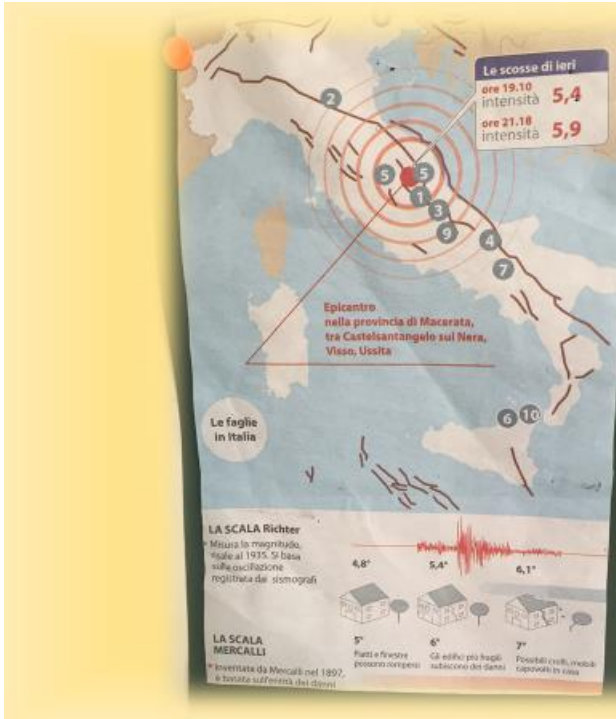 Le scosse di ieri
ore 19.10
intensità 5,4
ore 21.18
intensità 5,9
2
5
5
1
3
9
4
7
Epicentro
nella provincia di Macerata,
tra Castelsantangelo sul Nera,
Visso, Ussita
6
10
Le faglie
in Italia
LA SCALA Richter
Misura la magnitudo,
risale al 1935. Si basa
sulla oscillazione
registrata dai sismografi
4,8°
5,4°
6,1°
LA SCALA
MERCALLI
* Inventata da Mercalli nel 1897,
è basata sull'entità dei danni
5°
Piatti e finestre
possono rompersi
6°
Gli edifici più fragili
subiscono dei danni
7°
Possibili crolli, mobili
capovolti in casa